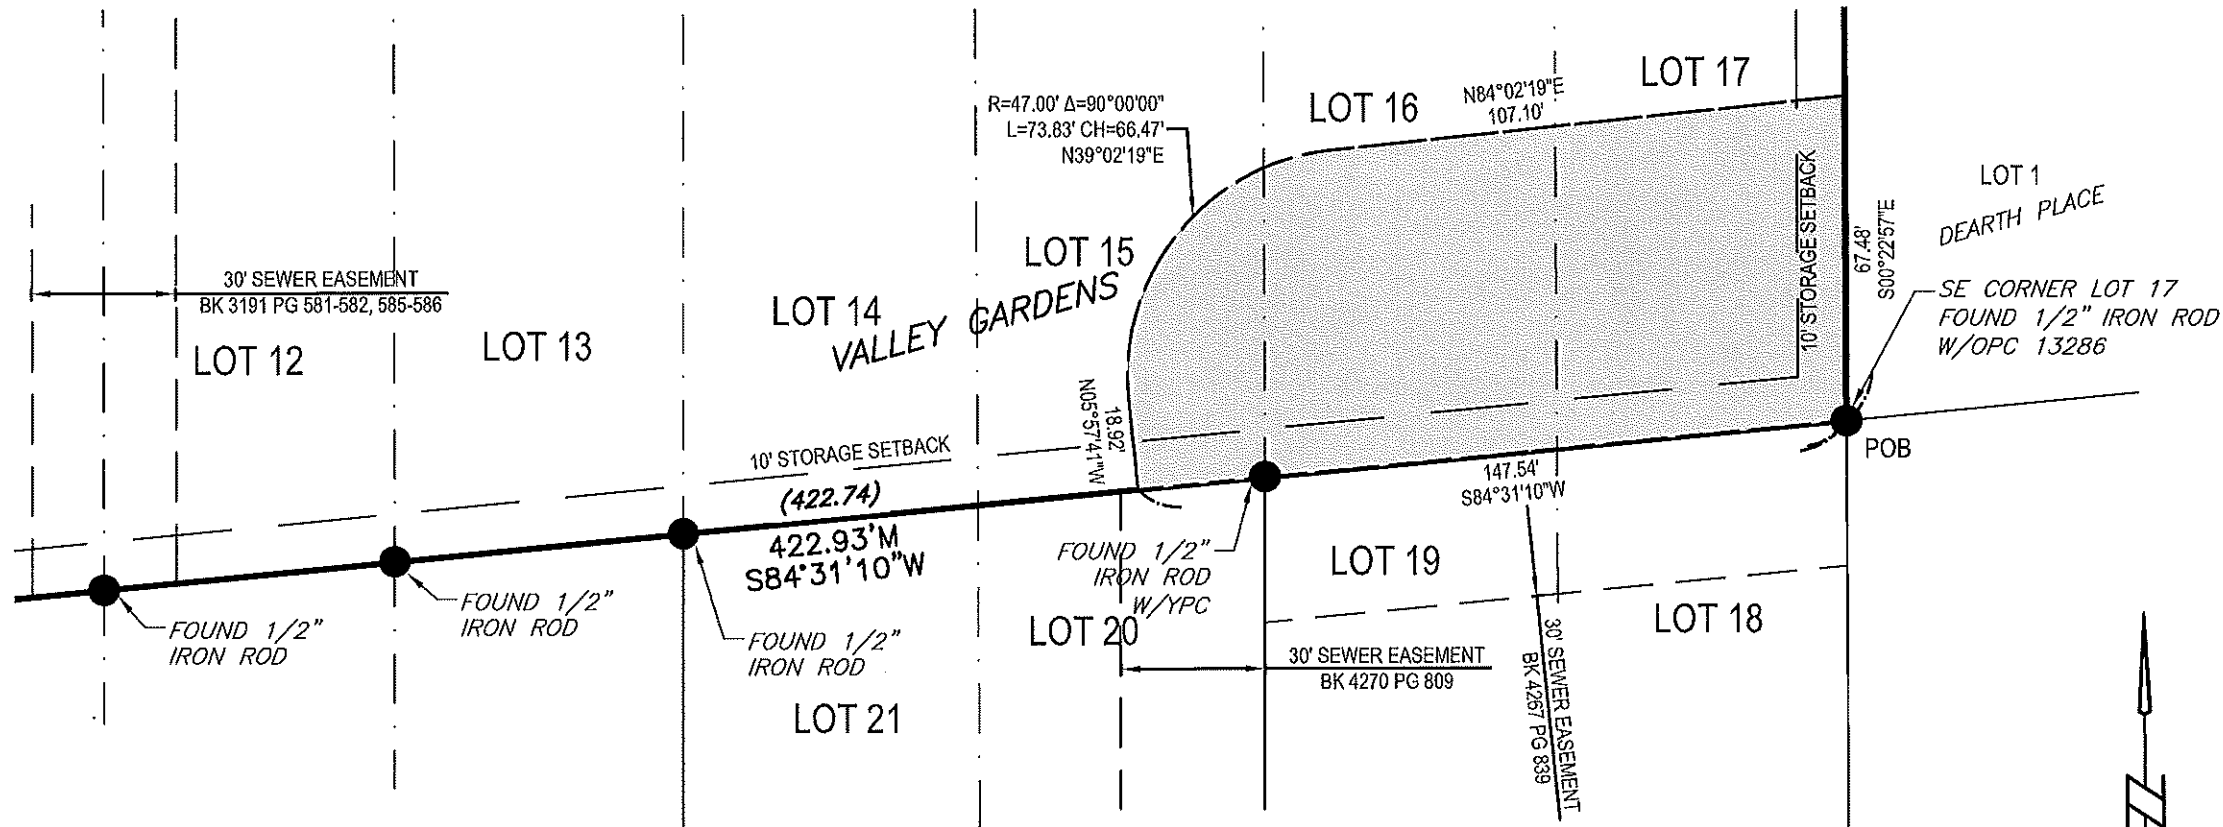 LOT 17
N84°02'19"E
107.10'
LOT 16
R=47.00' Δ=90°00'00"
L=73.83' CH=66.47'
N39°02'19"E
LOT 1
DEARTH PLACE
10' STORAGE SETBACK
67.48'
S00°22'57"E
SE CORNER LOT 17
FOUND 1/2" IRON ROD
W/OPC 13286
POB
LOT 15
LOT 14
VALLEY GARDENS
30' SEWER EASEMENT
BK 3191 PG 581-582, 585-586
LOT 12
LOT 13
18.92'
N05°57'41"W
10' STORAGE SETBACK
(422.74)
422.93'M
S84°31'10"W
147.54'
S84°31'10"W
FOUND 1/2"
IRON ROD
W/YPC
LOT 19
LOT 18
LOT 20
30' SEWER EASEMENT
BK 4270 PG 809
30' SEWER EASEMENT
BK 4267 PG 839
FOUND 1/2"
IRON ROD
FOUND 1/2"
IRON ROD
FOUND 1/2"
IRON ROD
LOT 21